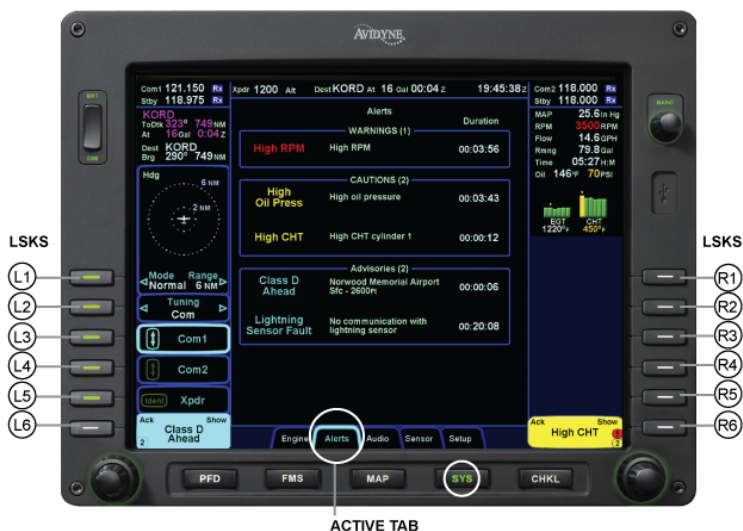 AVIDYNE
BRT
DIM
BAND
Com1 121.150 Rx
Stby 118.975 Rx
Xpdr 1200 Alt Dest KORD At 16 Gal 00:04 z 19:45:38 z
Com2 118.000 Rx
Stby 118.000 Rx
KORD
ToDtk 323° 749 NM
At 16 Gal 0:04 z
Dest KORD
Brg 290° 749 NM
Hdg
6 NM
2 NM
Mode Range
Normal 6 NM
Tuning
Com
Com1
Com2
Ident Xpdr
Ack Show
Class D
Ahead
2
Alerts
Duration
WARNINGS (1)
High RPM High RPM 00:03:56
CAUTIONS (2)
High
Oil Press High oil pressure 00:03:43
High CHT High CHT cylinder 1 00:00:12
Advisories (2)
Class D
Ahead
Norwood Memorial Airport
Sfc - 2600Ft
00:00:06
Lightning
Sensor Fault
No communication with
lightning sensor
00:20:08
Engine Alerts Audio Sensor Setup
MAP 25.6 In Hg
RPM 3500 RPM
Flow 14.6 GPH
Rmng 79.8 Gal
Time 05:27 H:M
Oil 146°F 70 PSI
EGT CHT
1220°F 450°F
Ack Show
High CHT
1
2
LSKS
L1
L2
L3
L4
L5
L6
LSKS
R1
R2
R3
R4
R5
R6
PFD FMS MAP SYS CHKL
ACTIVE TAB